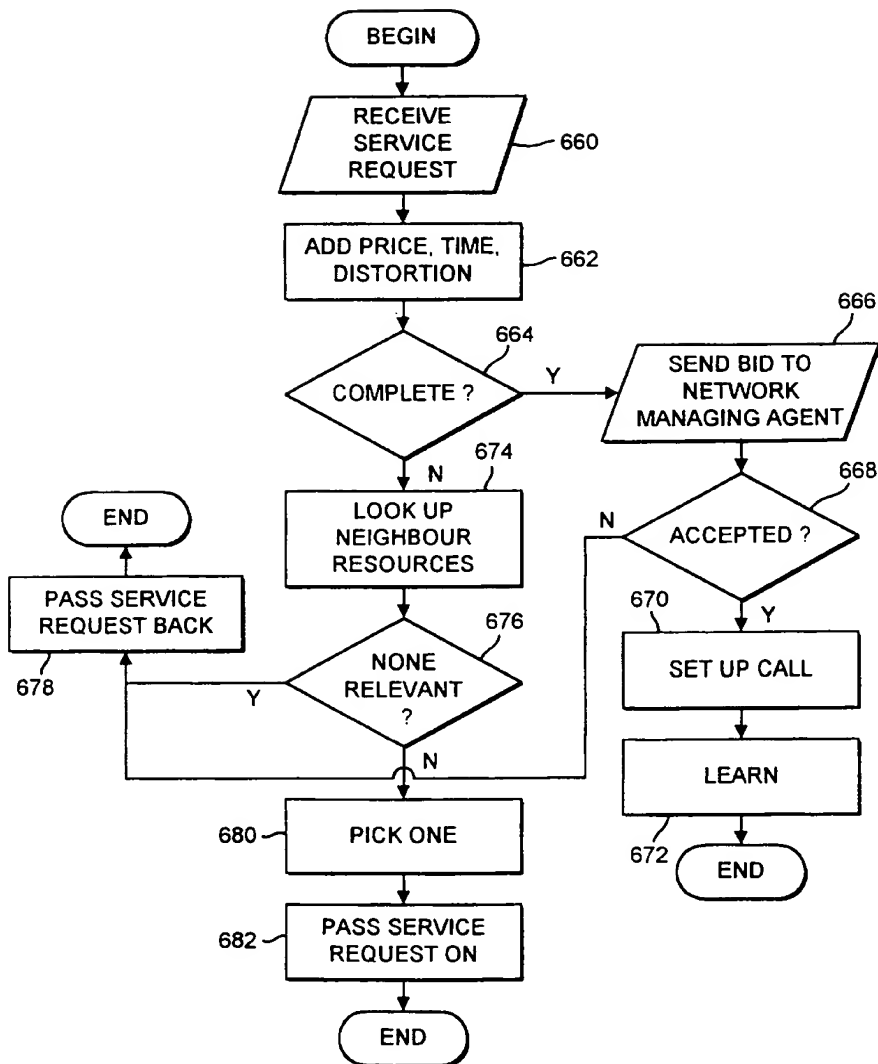 BEGIN
RECEIVE
SERVICE
REQUEST
660
ADD PRICE, TIME,
DISTORTION
662
664
COMPLETE ?
Y
N
666
SEND BID TO
NETWORK
MANAGING AGENT
668
ACCEPTED ?
N
Y
670
SET UP CALL
LEARN
672
END
674
LOOK UP
NEIGHBOUR
RESOURCES
676
NONE
RELEVANT
?
Y
N
END
PASS SERVICE
REQUEST BACK
678
680
PICK ONE
682
PASS SERVICE
REQUEST ON
END